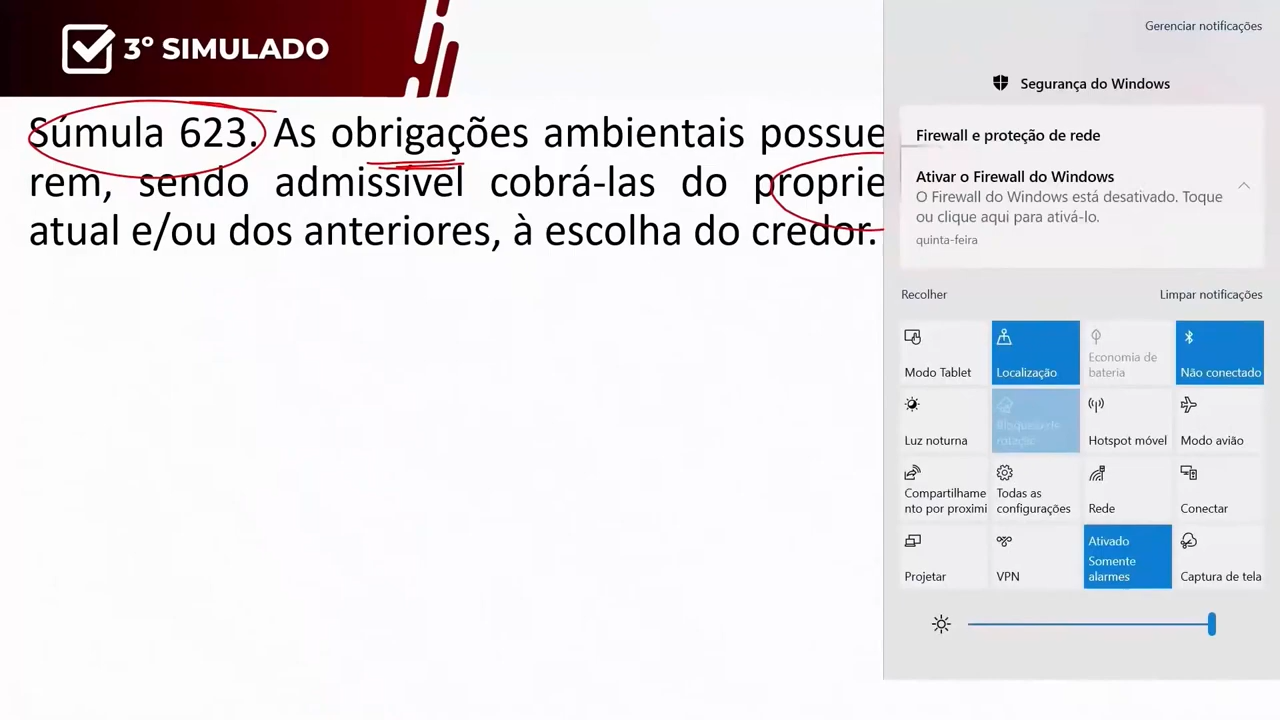 3º SIMULADO
Súmula 623. As obrigações ambientais possue
rem, sendo admissível cobrá-las do proprie
atual e/ou dos anteriores, à escolha do credor.
Gerenciar notificações
Segurança do Windows
Firewall e proteção de rede
Ativar o Firewall do Windows
O Firewall do Windows está desativado. Toque
ou clique aqui para ativá-lo.
quinta-feira
Recolher
Limpar notificações
Modo Tablet
Localização
Economia de
bateria
Não conectado
Luz noturna
Bloqueio de
rotação
Hotspot móvel
Modo avião
Compartilhame
nto por proximi
Todas as
configurações
Rede
Conectar
Projetar
VPN
Ativado
Somente
alarmes
Captura de tela